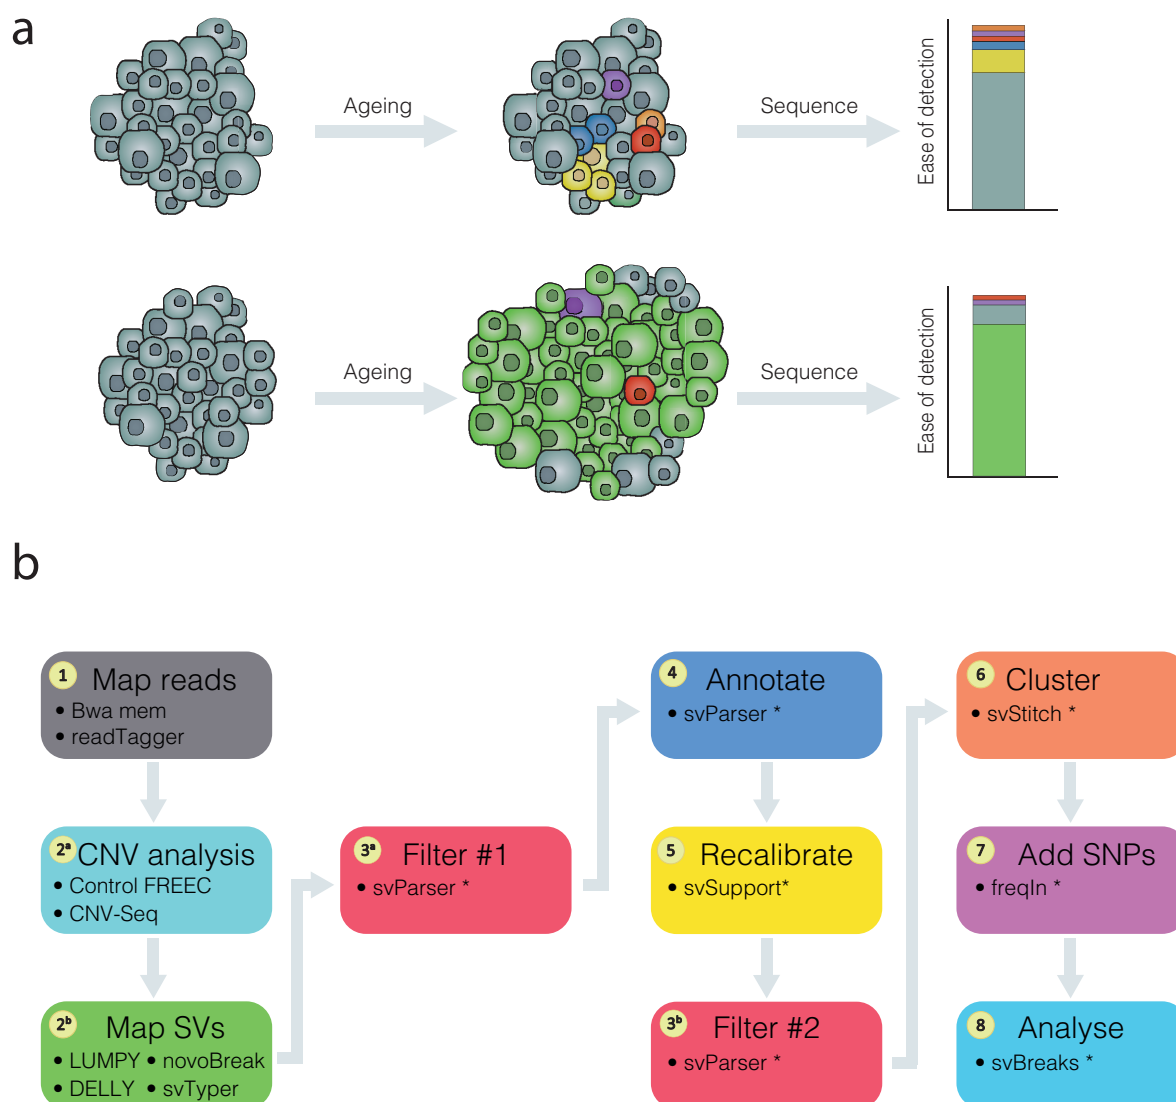 a
Ageing
Sequence
Ease of detection
Ageing
Sequence
Ease of detection
b
1 Map reads
• Bwa mem
• readTagger
2ª CNV analysis
• Control FREEC
• CNV-Seq
2ᵇ Map SVs
• LUMPY • novoBreak
• DELLY • svTyper
3ª Filter #1
• svParser *
4 Annotate
• svParser *
5 Recalibrate
• svSupport*
3ᵇ Filter #2
• svParser *
6 Cluster
• svStitch *
7 Add SNPs
• freqIn *
8 Analyse
• svBreaks *